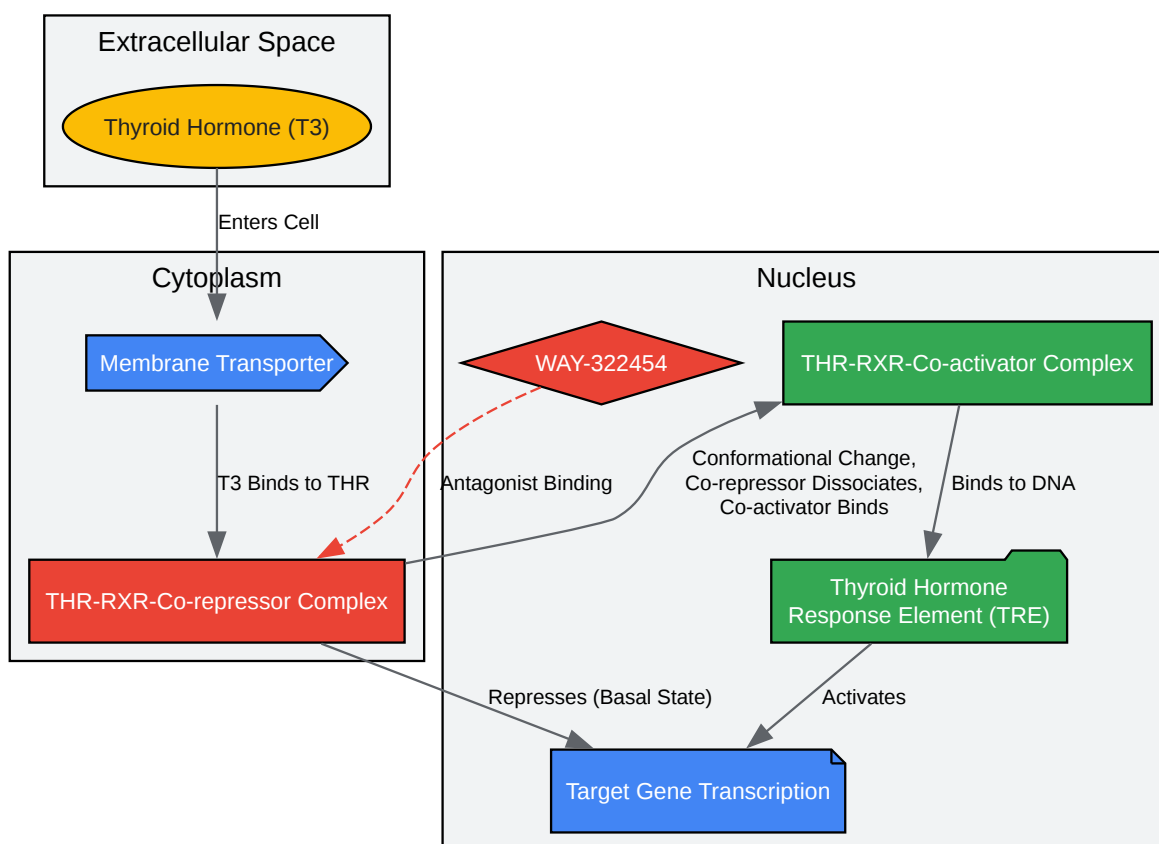 Extracellular Space
Thyroid Hormone (T3)
Enters Cell
Cytoplasm
Nucleus
Membrane Transporter
WAY-322454
THR-RXR-Co-activator Complex
T3 Binds to THR
Antagonist Binding
Conformational Change,
Co-repressor Dissociates,
Co-activator Binds
Binds to DNA
THR-RXR-Co-repressor Complex
Thyroid Hormone
Response Element (TRE)
Represses (Basal State)
Activates
Target Gene Transcription